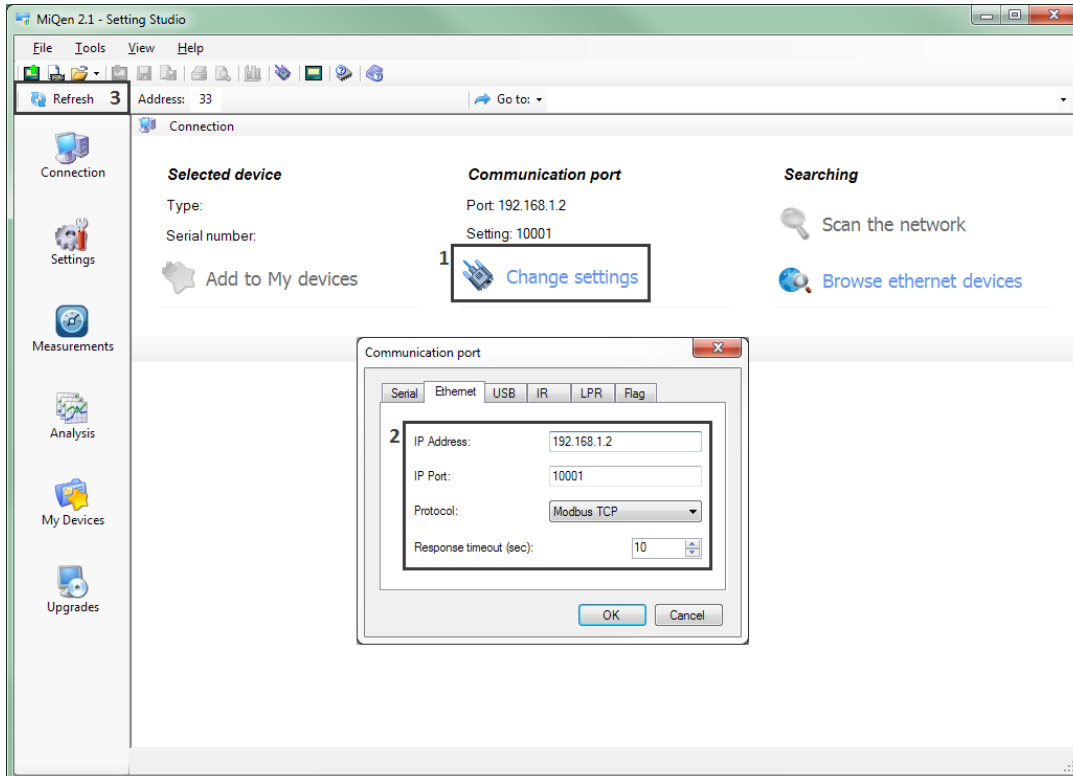 MiQen 2.1 - Setting Studio
File Tools View Help
Refresh 3 Address: 33 Go to:
Connection
Connection
Settings
Measurements
Analysis
My Devices
Upgrades
Selected device
Type:
Serial number:
Add to My devices
Communication port
Port: 192.168.1.2
Setting: 10001
1 Change settings
Searching
Scan the network
Browse ethernet devices
Communication port
Serial Ethernet USB IR LPR Flag
2
IP Address: 192.168.1.2
IP Port: 10001
Protocol: Modbus TCP
Response timeout (sec): 10
OK Cancel